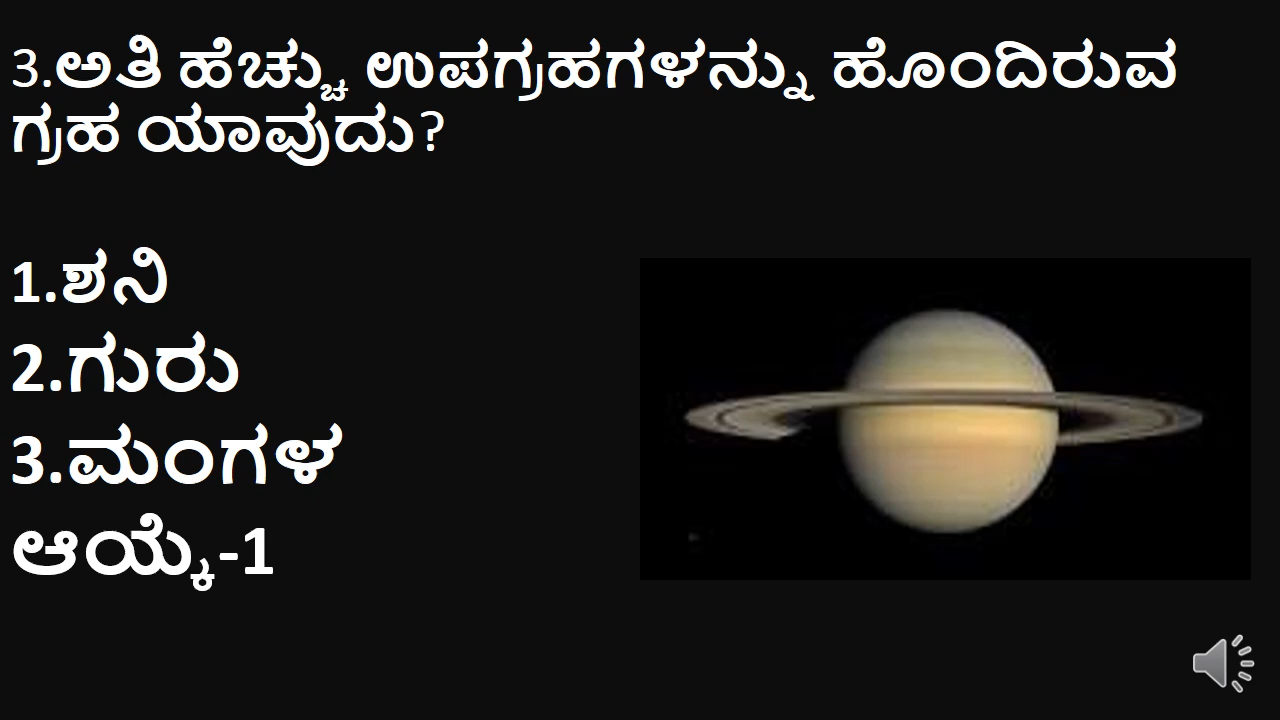 3.ಅತಿ ಹೆಚ್ಚು ಉಪಗ್ರಹಗಳನ್ನು ಹೊಂದಿರುವ
ಗ್ರಹ ಯಾವುದು?
1.ಶನಿ
2.ಗುರು
3.ಮಂಗಳ
ಆಯ್ಕೆ-1